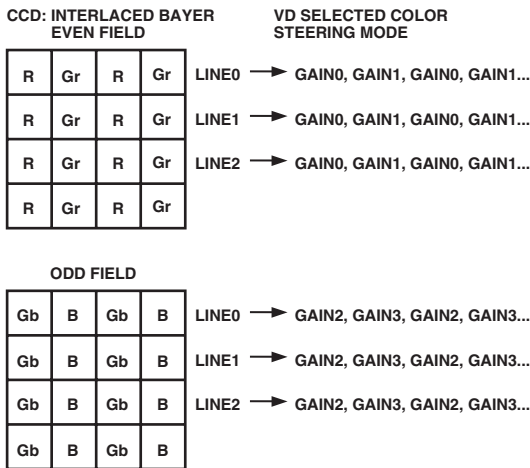 CCD: INTERLACED BAYER
EVEN FIELD
VD SELECTED COLOR
STEERING MODE
R Gr R Gr LINE0 GAIN0, GAIN1, GAIN0, GAIN1...
R Gr R Gr LINE1 GAIN0, GAIN1, GAIN0, GAIN1...
R Gr R Gr LINE2 GAIN0, GAIN1, GAIN0, GAIN1...
R Gr R Gr
ODD FIELD
Gb B Gb B LINE0 GAIN2, GAIN3, GAIN2, GAIN3...
Gb B Gb B LINE1 GAIN2, GAIN3, GAIN2, GAIN3...
Gb B Gb B LINE2 GAIN2, GAIN3, GAIN2, GAIN3...
Gb B Gb B